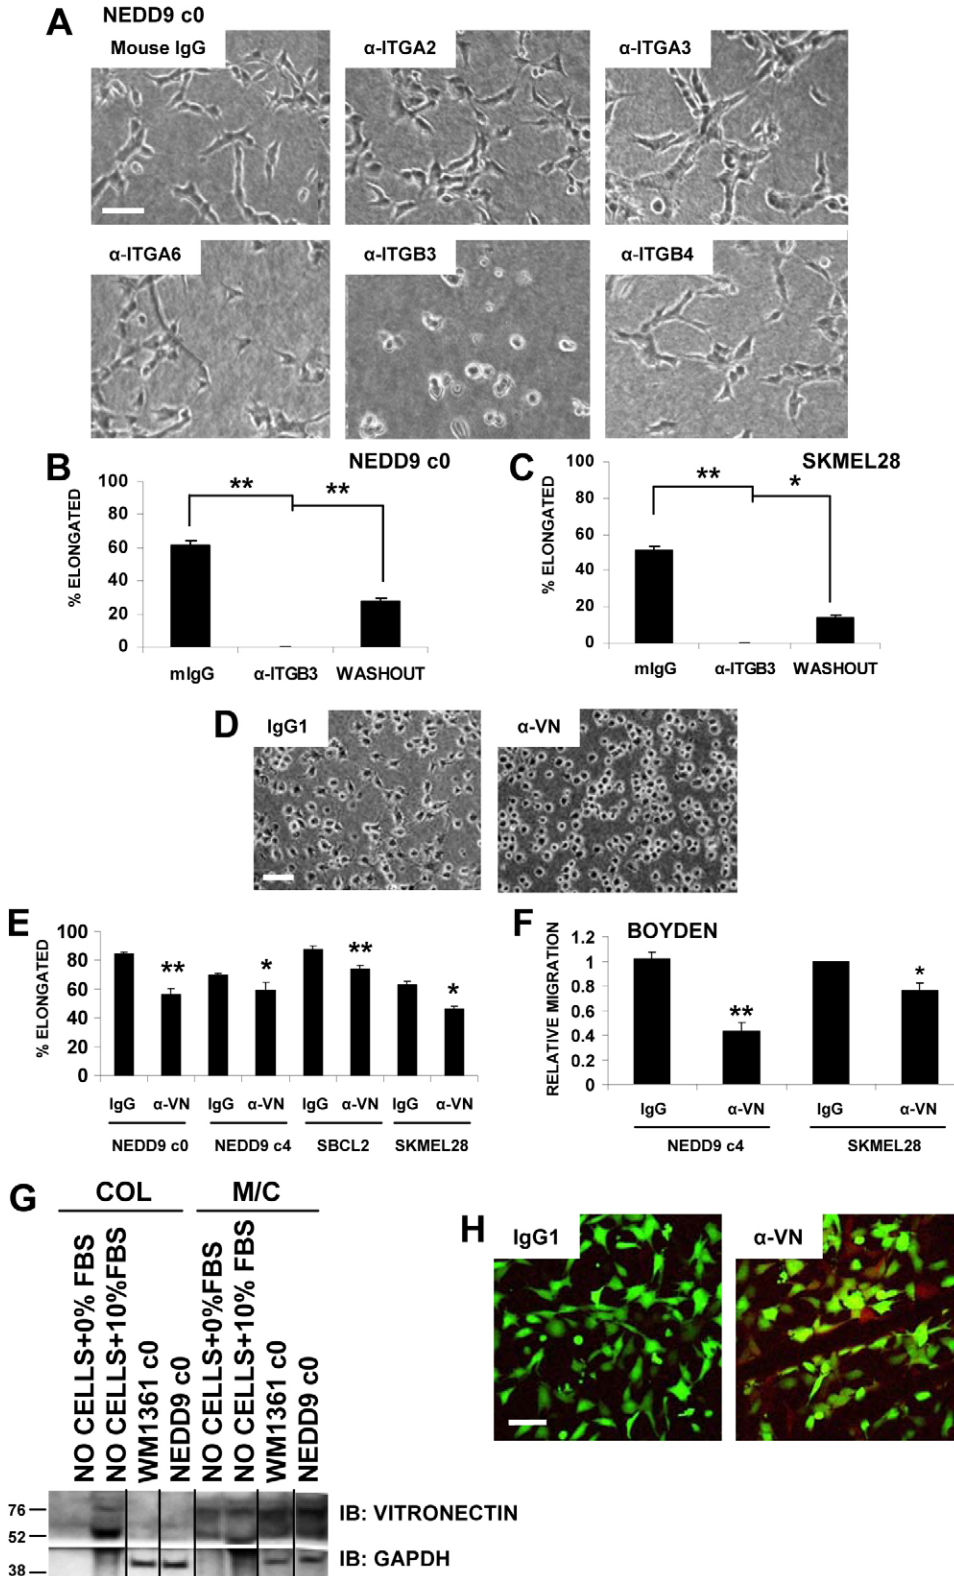 A
NEDD9 c0
Mouse IgG
α-ITGA2
α-ITGA3
α-ITGA6
α-ITGB3
α-ITGB4
B
NEDD9 c0
% ELONGATED
100
80
60
40
20
0
**
**
mIgG
α-ITGB3
WASHOUT
C
SKMEL28
% ELONGATED
100
80
60
40
20
0
**
*
mIgG
α-ITGB3
WASHOUT
D
IgG1
α-VN
E
% ELONGATED
100
80
60
40
20
0
**
*
**
*
IgG
α-VN
IgG
α-VN
IgG
α-VN
IgG
α-VN
NEDD9 c0
NEDD9 c4
SBCL2
SKMEL28
F
BOYDEN
RELATIVE MIGRATION
1.2
1
0.8
0.6
0.4
0.2
0
**
*
IgG
α-VN
IgG
α-VN
NEDD9 c4
SKMEL28
G
COL
M/C
NO CELLS+0% FBS
NO CELLS+10%FBS
WM1361 c0
NEDD9 c0
NO CELLS+0%FBS
NO CELLS+10% FBS
WM1361 c0
NEDD9 c0
76
52
38
IB: VITRONECTIN
IB: GAPDH
H
IgG1
α-VN